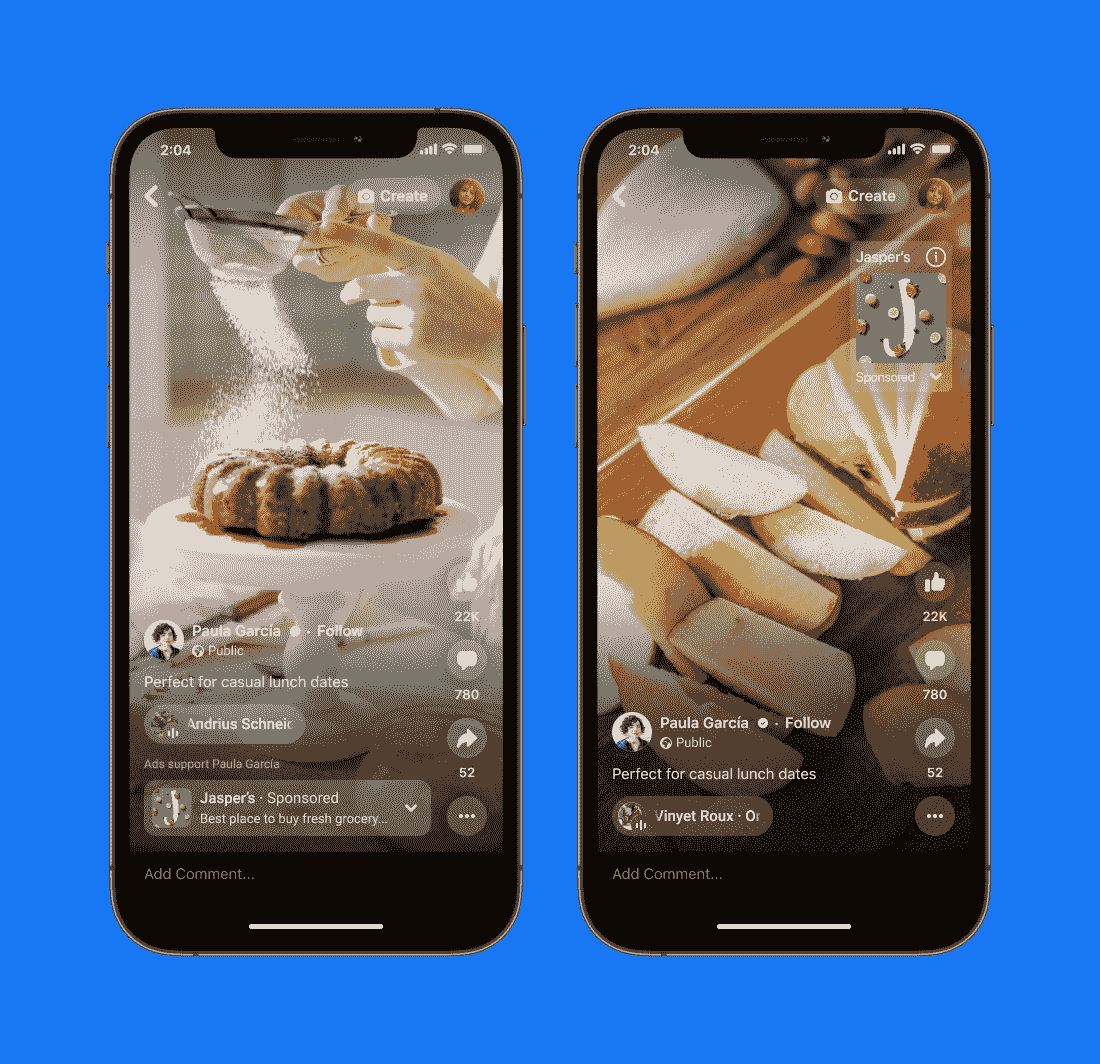 2:04
Create
Paula García · Follow
Public
Perfect for casual lunch dates
Andrius Schneic
Ads support Paula García
Jasper's · Sponsored
Best place to buy fresh grocery...
22K
780
52
Add Comment...
2:04
Create
Jasper's
Sponsored
22K
780
52
Paula García · Follow
Public
Perfect for casual lunch dates
Vinyet Roux · Or
Add Comment...